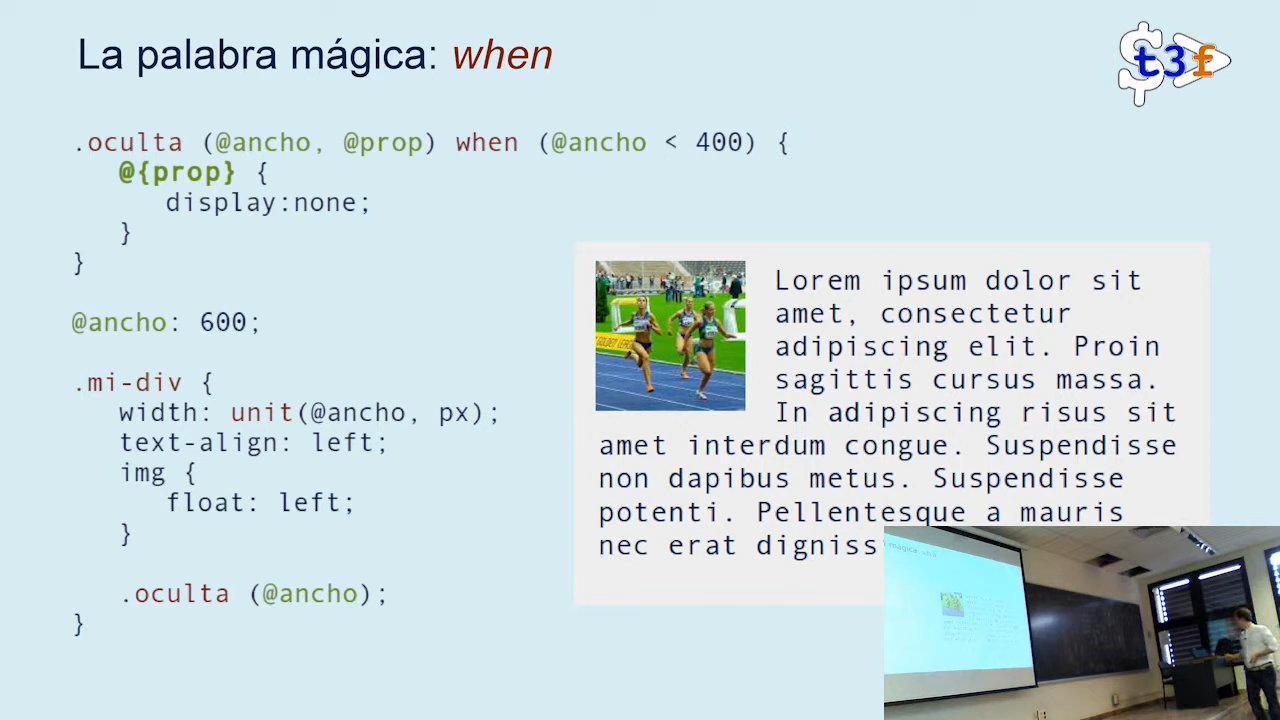 La palabra mágica: when
$t3f
.oculta (@ancho, @prop) when (@ancho < 400) {
@{prop} {
display:none;
}
}
@ancho: 600;
.mi-div {
width: unit(@ancho, px);
text-align: left;
img {
float: left;
}
.oculta (@ancho);
}
Lorem ipsum dolor sit
amet, consectetur
adipiscing elit. Proin
sagittis cursus massa.
In adipiscing risus sit
amet interdum congue. Suspendisse
non dapibus metus. Suspendisse
potenti. Pellentesque a mauris
nec erat digniss
GOLDEN
mágica: when